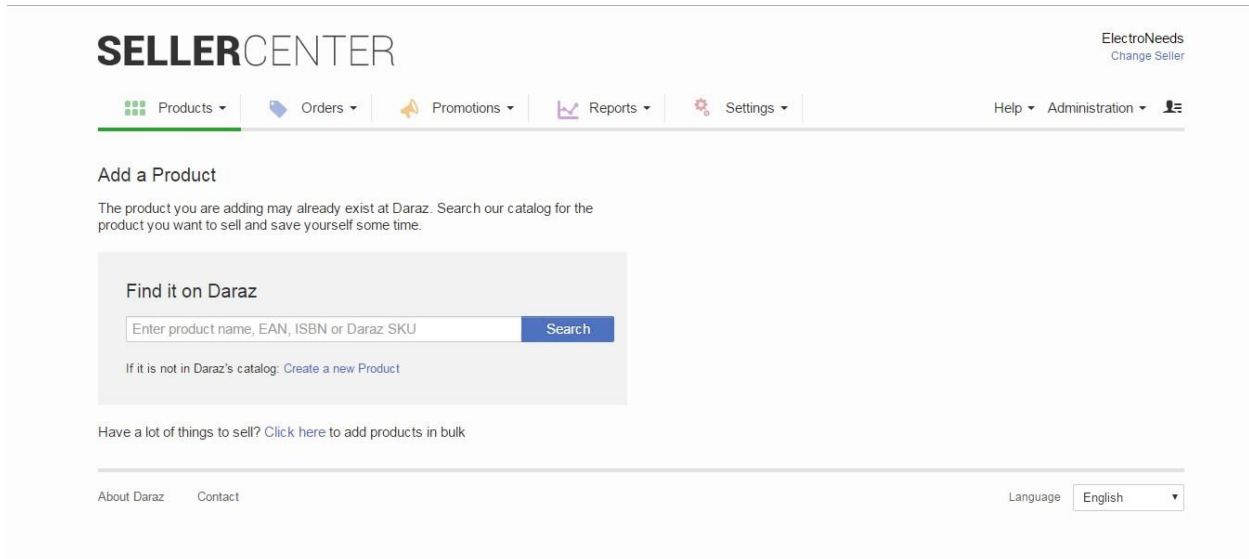 SELLERCENTER
ElectroNeeds
Change Seller
Products
Orders
Promotions
Reports
Settings
Help
Administration
Add a Product
The product you are adding may already exist at Daraz. Search our catalog for the
product you want to sell and save yourself some time.
Find it on Daraz
Enter product name, EAN, ISBN or Daraz SKU
Search
If it is not in Daraz's catalog: Create a new Product
Have a lot of things to sell? Click here to add products in bulk
About Daraz
Contact
Language
English